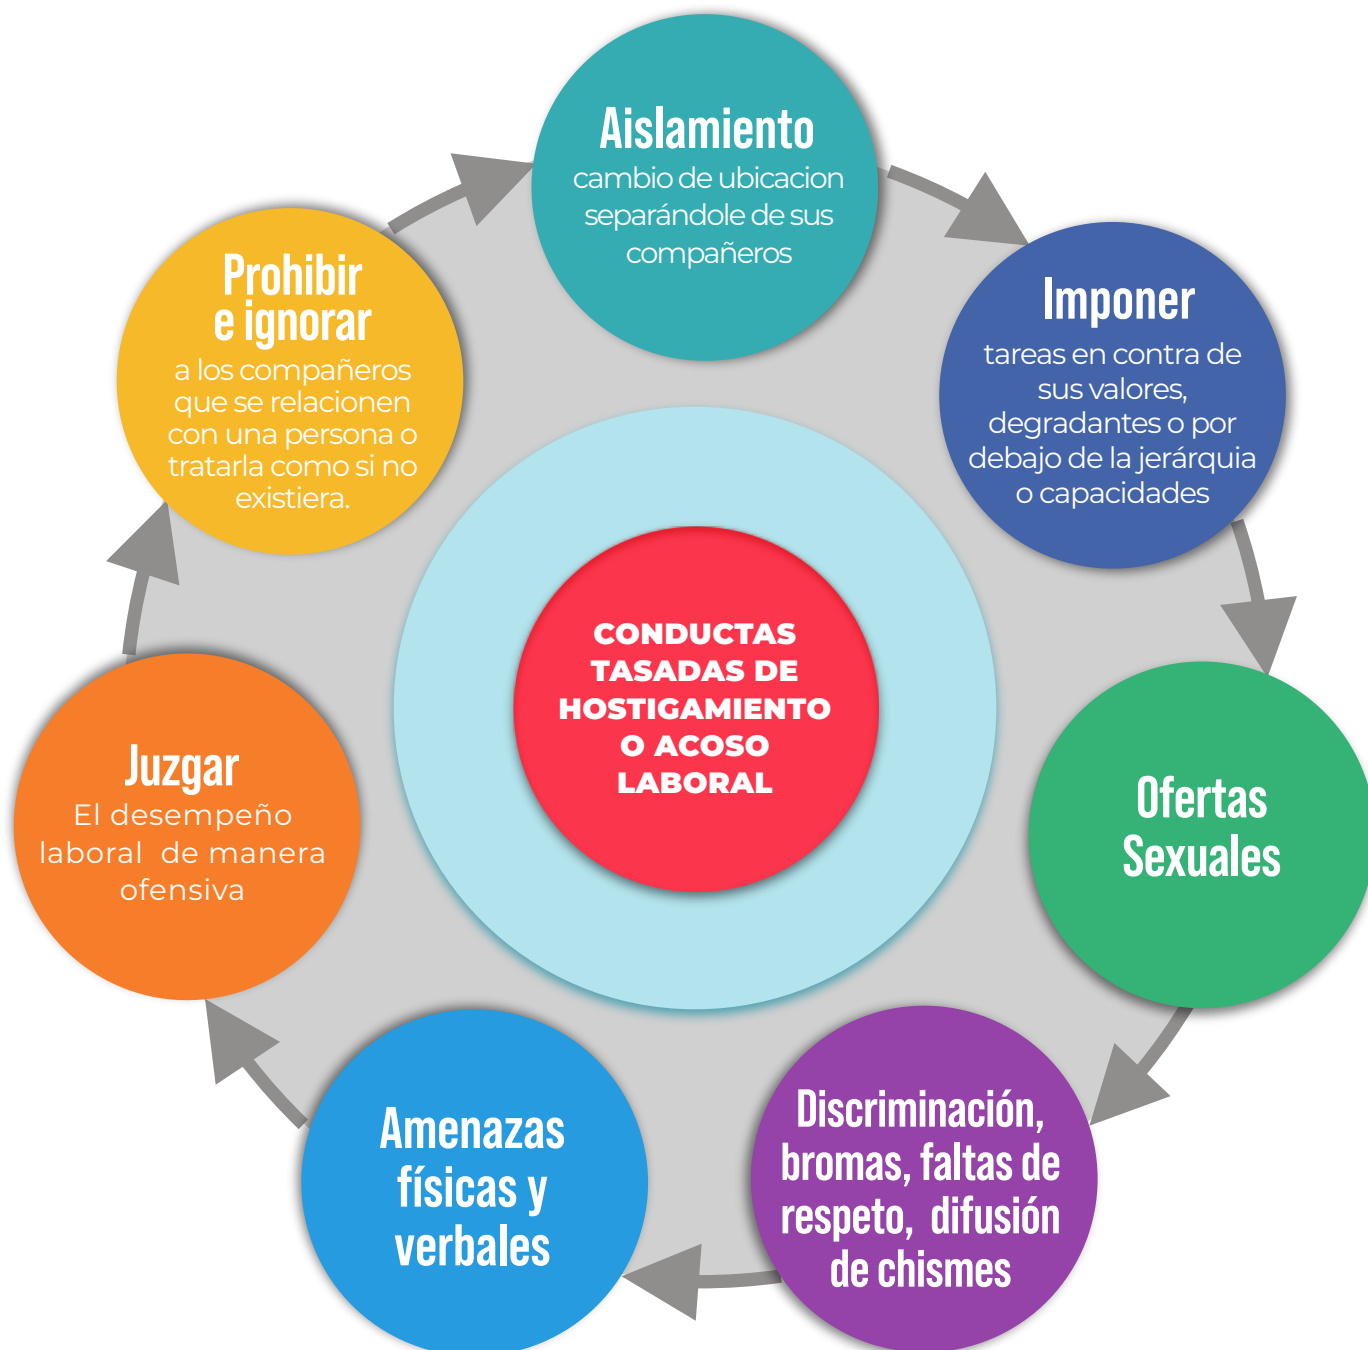 Aislamiento
cambio de ubicacion
separándole de sus
compañeros
Imponer
tareas en contra de
sus valores,
degradantes o por
debajo de la jerárquia
o capacidades
Ofertas
Sexuales
Discriminación,
bromas, faltas de
respeto, difusión
de chismes
Amenazas
físicas y
verbales
Juzgar
El desempeño
laboral de manera
ofensiva
Prohibir
e ignorar
a los compañeros
que se relacionen
con una persona o
tratarla como si no
existiera.
CONDUCTAS
TASADAS DE
HOSTIGAMIENTO
O ACOSO
LABORAL